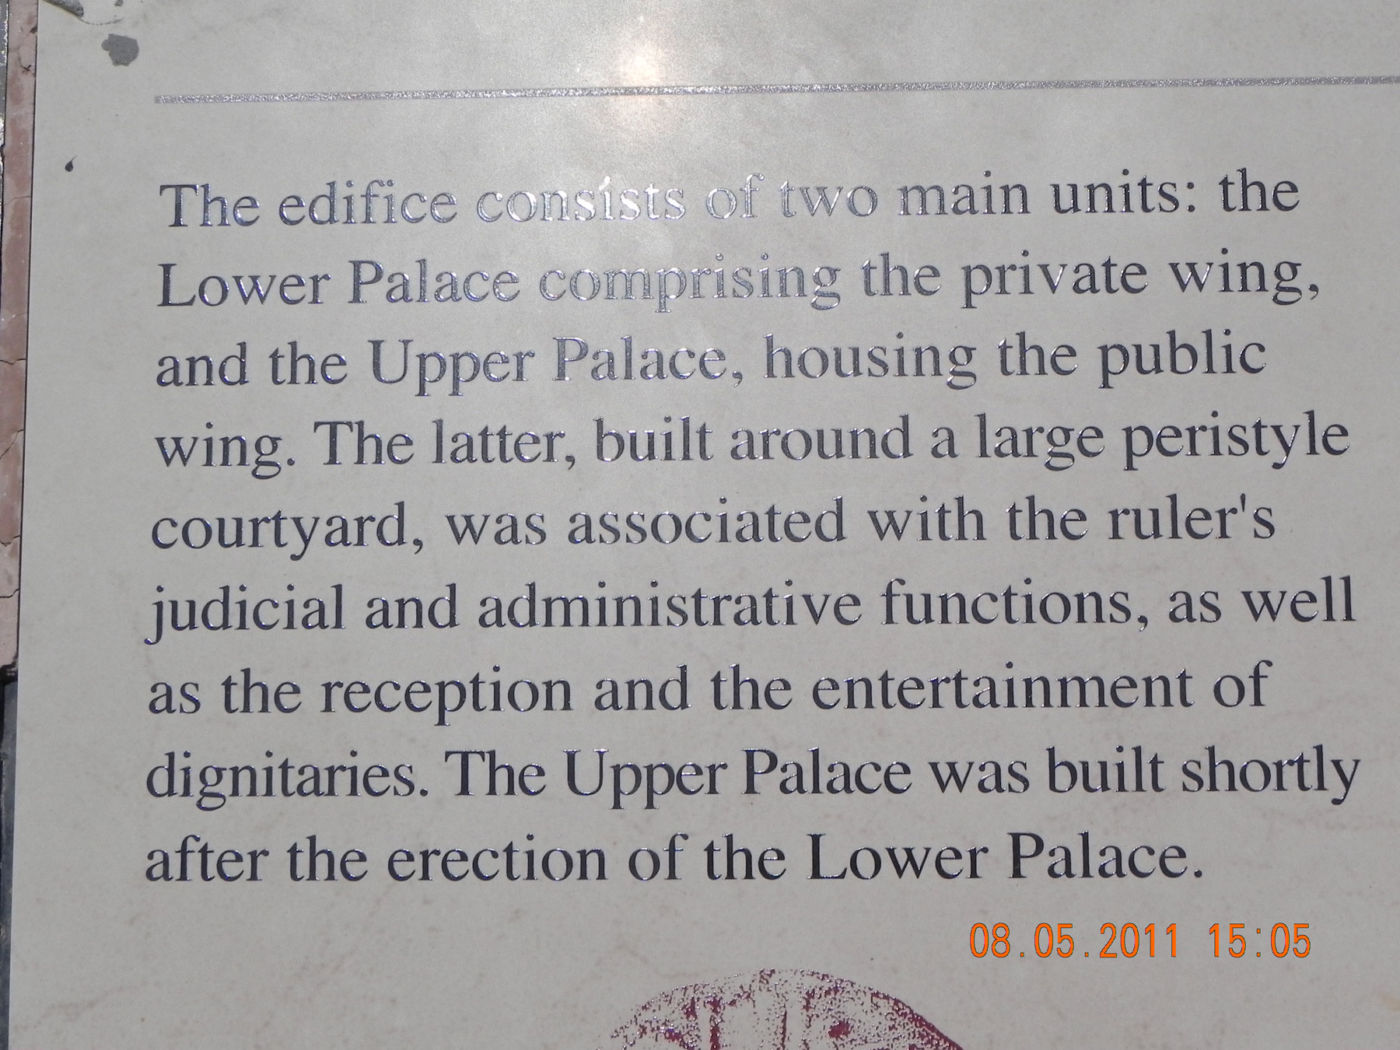 The edifice consists of two main units: the
Lower Palace comprising the private wing,
and the Upper Palace, housing the public
wing. The latter, built around a large peristyle
courtyard, was associated with the ruler's
judicial and administrative functions, as well
as the reception and the entertainment of
dignitaries. The Upper Palace was built shortly
after the erection of the Lower Palace.
08.05.2011 15:05